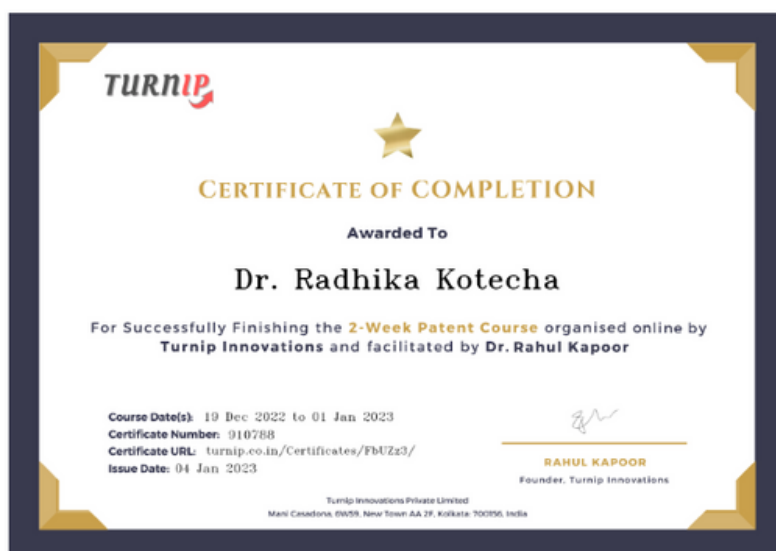 TURNIP
CERTIFICATE OF COMPLETION
Awarded To
Dr. Radhika Kotecha
For Successfully Finishing the 2-Week Patent Course organised online by
Turnip Innovations and facilitated by Dr. Rahul Kapoor
Course Date(s): 19 Dec 2022 to 01 Jan 2023
Certificate Number: 910788
Certificate URL: turnip.co.in/Certificates/FbUZz3/
Issue Date: 04 Jan 2023
RAHUL KAPOOR
Founder, Turnip Innovations
Turnip Innovations Private Limited
Mani Casadona, 6W59, New Town AA 2F, Kolkata: 700156, India